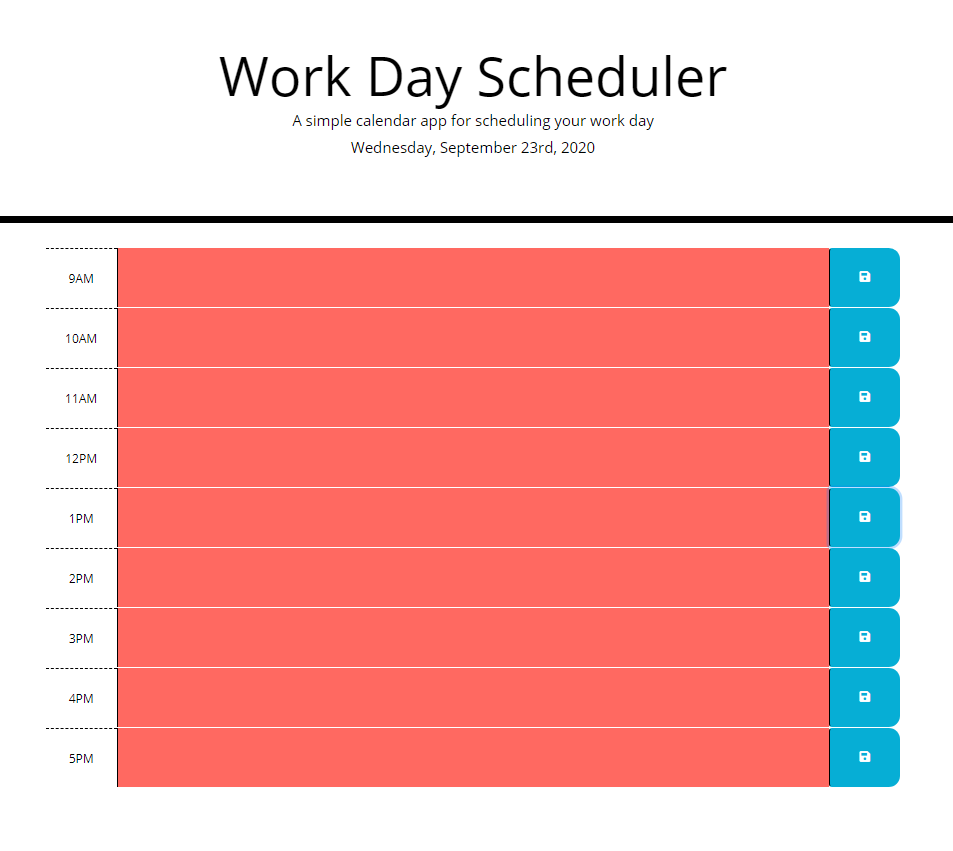 Work Day Scheduler
A simple calendar app for scheduling your work day
Wednesday, September 23rd, 2020
9AM
10AM
11AM
12PM
1PM
2PM
3PM
4PM
5PM